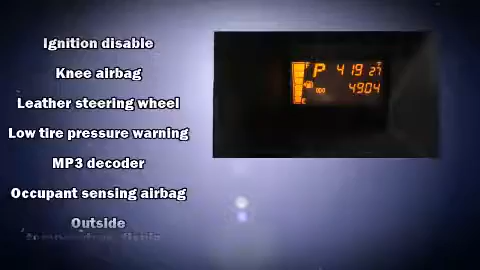 Ignition disable
Knee airbag
Leather steering wheel
Low tire pressure warning
MP3 decoder
Occupant sensing airbag
Outside
F P 4 19 27
ODO 4904
E